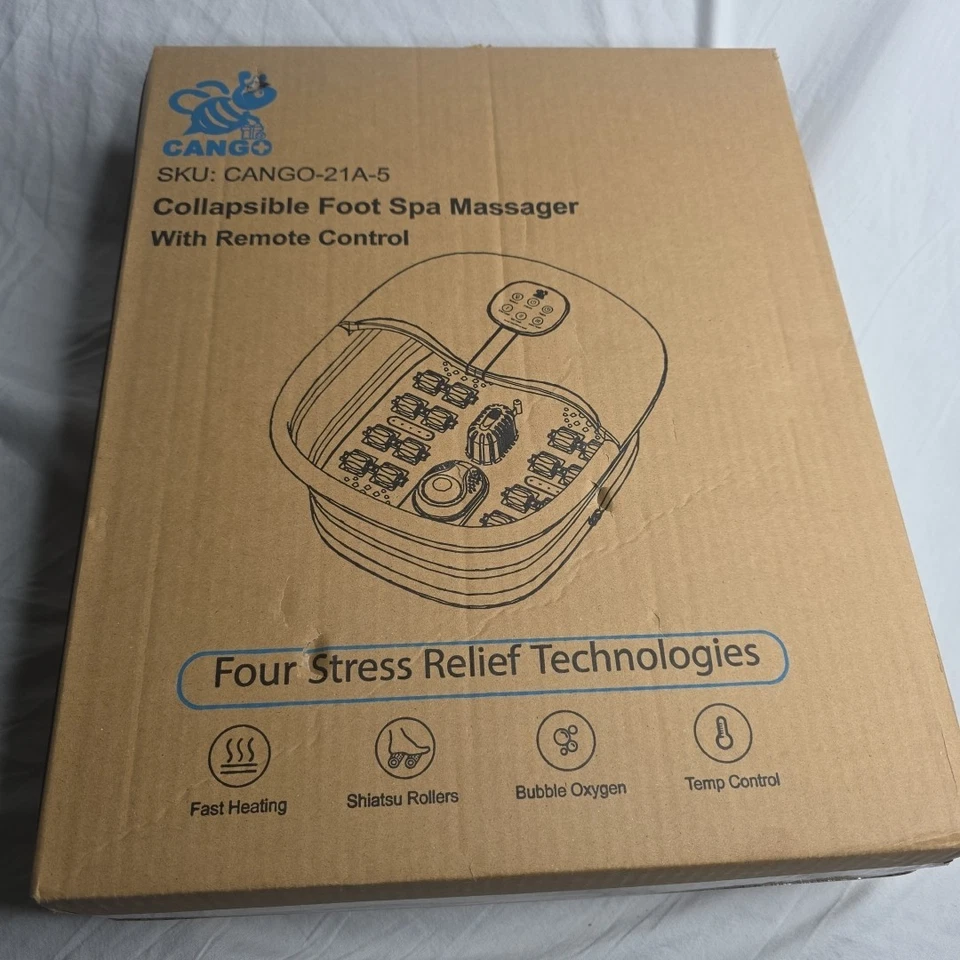 CANGO
SKU: CANGO-21A-5
Collapsible Foot Spa Massager
With Remote Control
Four Stress Relief Technologies
Fast Heating
Shiatsu Rollers
Bubble Oxygen
Temp Control